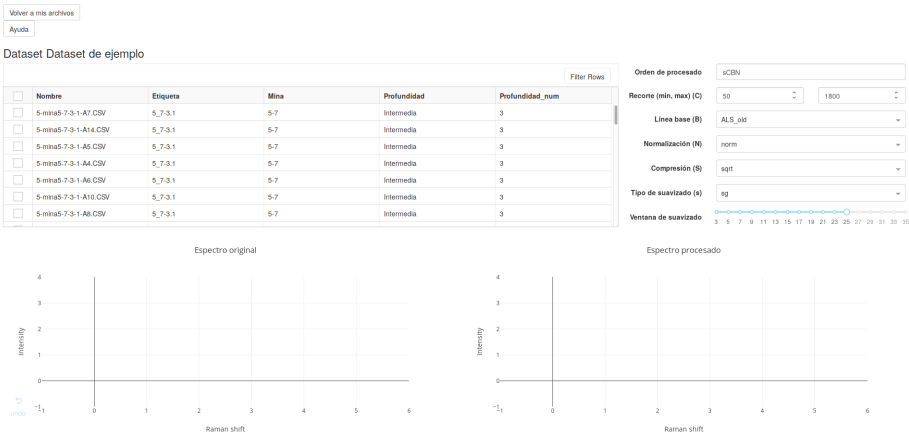 Volver a mis archivos
Ayuda
Dataset Dataset de ejemplo
Filter Rows
Nombre Etiqueta Mina Profundidad Profundidad_num
5-mina5-7-3-1-A7.CSV 5_7-3.1 5-7 Intermedia 3
5-mina5-7-3-1-A14.CSV 5_7-3.1 5-7 Intermedia 3
5-mina5-7-3-1-A5.CSV 5_7-3.1 5-7 Intermedia 3
5-mina5-7-3-1-A4.CSV 5_7-3.1 5-7 Intermedia 3
5-mina5-7-3-1-A6.CSV 5_7-3.1 5-7 Intermedia 3
5-mina5-7-3-1-A10.CSV 5_7-3.1 5-7 Intermedia 3
5-mina5-7-3-1-A8.CSV 5_7-3.1 5-7 Intermedia 3
Orden de procesado sCBN
Recorte (min, max) (C) 50 1800
Línea base (B) ALS_old
Normalización (N) norm
Compresión (S) sqrt
Tipo de suavizado (s) sg
Ventana de suavizado
3 5 7 9 11 13 15 17 19 21 23 25 27 29 31 33 35
Espectro original
4
3
2
1
0
−1
Intensity
−1 0 1 2 3 4 5 6
Raman shift
undo
Espectro procesado
4
3
2
1
0
−1
Intensity
−1 0 1 2 3 4 5 6
Raman shift